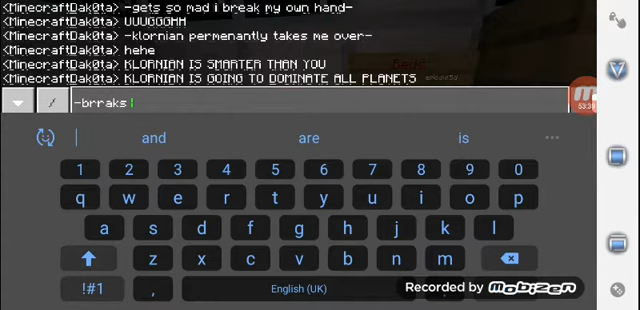 <MinecraftDak0ta> -gets so mad i break my own hand-
<MinecraftDak0ta> UUUGGGHH
<MinecraftDak0ta> -klornian permenantly takes me over-
<MinecraftDak0ta> hehe
<MinecraftDak0ta> KLORNIAN IS SMARTER THAN YOU
<MinecraftDak0ta> KLORNIAN IS GOING TO DOMINATE ALL PLANETS
/ -brraks
and are is
1 2 3 4 5 6 7 8 9 0
q w e r t y u i o p
a s d f g h j k l
z x c v b n m
!#1 , English (UK)
Recorded by MOBIZEN